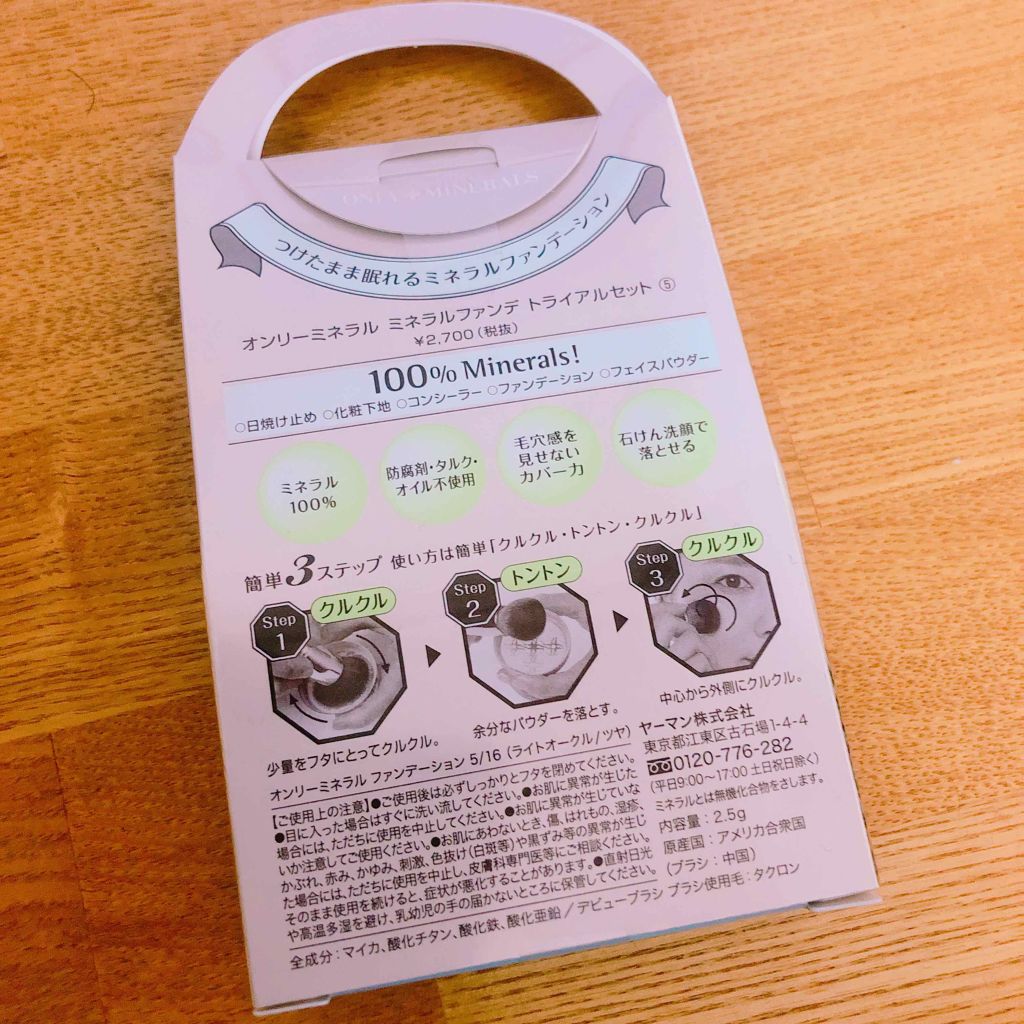 ONLY MINERALS
つけたまま眠れるミネラルファンデーション
オンリーミネラル ミネラルファンデ トライアルセット ⑤
¥2,700(税抜)
100% Minerals!
○日焼け止め ○化粧下地 ○コンシーラー ○ファンデーション ○フェイスパウダー
ミネラル
100%
防腐剤・タルク・
オイル不使用
毛穴感を
見せない
カバー力
石けん洗顔で
落とせる
簡単3ステップ 使い方は簡単「クルクル・トントン・クルクル」
Step
1
クルクル
Step
2
トントン
Step
3
クルクル
少量をフタにとってクルクル。
余分なパウダーを落とす。
中心から外側にクルクル。
オンリーミネラル ファンデーション 5/16 (ライトオークル/ツヤ)
【ご使用上の注意】●ご使用後は必ずしっかりとフタを閉めてください。
●目に入った場合はすぐに洗い流してください。●お肌に異常が生じた
場合には、ただちに使用を中止してください。●お肌に異常が生じていな
いか注意してご使用ください。●お肌にあわないとき、傷、はれもの、湿疹、
かぶれ、赤み、かゆみ、刺激、色抜け(白斑等)や黒ずみ等の異常が生じ
た場合には、ただちに使用を中止し、皮膚科専門医等にご相談ください。
そのまま使用を続けると、症状が悪化することがあります。●直射日光
や高温多湿を避け、乳幼児の手の届かないところに保管してください。
ヤーマン株式会社
東京都江東区古石場1-4-4
0120-776-282
(平日9:00〜17:00 土日祝日除く)
ミネラルとは無機化合物をさします。
内容量:2.5g
原産国:アメリカ合衆国
(ブラシ:中国)
全成分:マイカ、酸化チタン、酸化鉄、酸化亜鉛/デビューブラシ ブラシ使用毛:タクロン